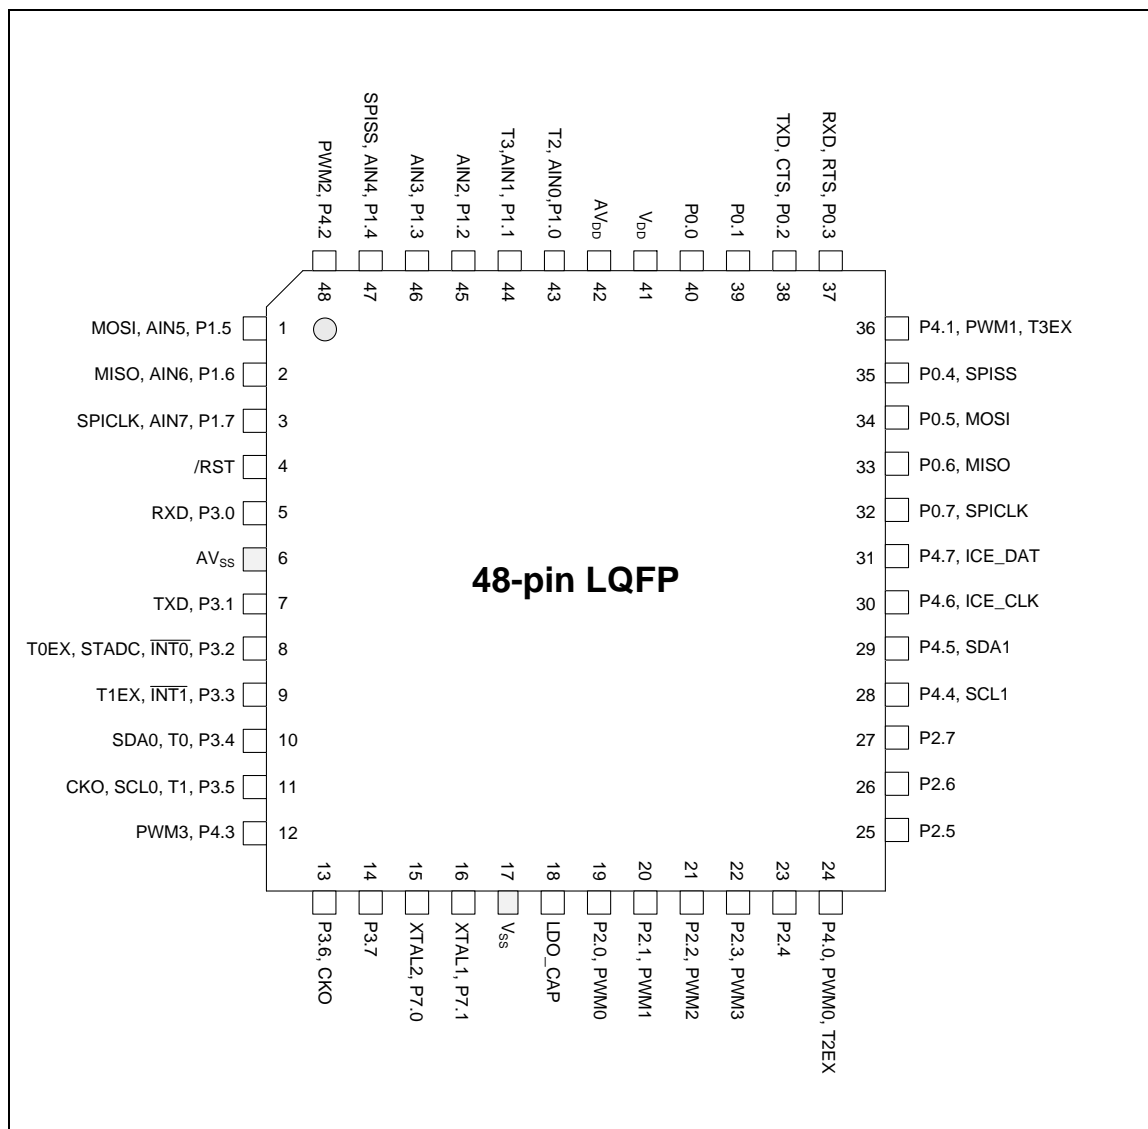 PWM2, P4.2
SPISS, AIN4, P1.4
AIN3, P1.3
AIN2, P1.2
T3,AIN1, P1.1
T2, AIN0,P1.0
AVDD
VDD
P0.0
P0.1
TXD, CTS, P0.2
RXD, RTS, P0.3
48
47
46
45
44
43
42
41
40
39
38
37
MOSI, AIN5, P1.5
1
MISO, AIN6, P1.6
2
SPICLK, AIN7, P1.7
3
/RST
4
RXD, P3.0
5
AVSS
6
TXD, P3.1
7
T0EX, STADC, INT0, P3.2
8
T1EX, INT1, P3.3
9
SDA0, T0, P3.4
10
CKO, SCL0, T1, P3.5
11
PWM3, P4.3
12
48-pin LQFP
36
P4.1, PWM1, T3EX
35
P0.4, SPISS
34
P0.5, MOSI
33
P0.6, MISO
32
P0.7, SPICLK
31
P4.7, ICE_DAT
30
P4.6, ICE_CLK
29
P4.5, SDA1
28
P4.4, SCL1
27
P2.7
26
P2.6
25
P2.5
13
14
15
16
17
18
19
20
21
22
23
24
P3.6, CKO
P3.7
XTAL2, P7.0
XTAL1, P7.1
VSS
LDO_CAP
P2.0, PWM0
P2.1, PWM1
P2.2, PWM2
P2.3, PWM3
P2.4
P4.0, PWM0, T2EX